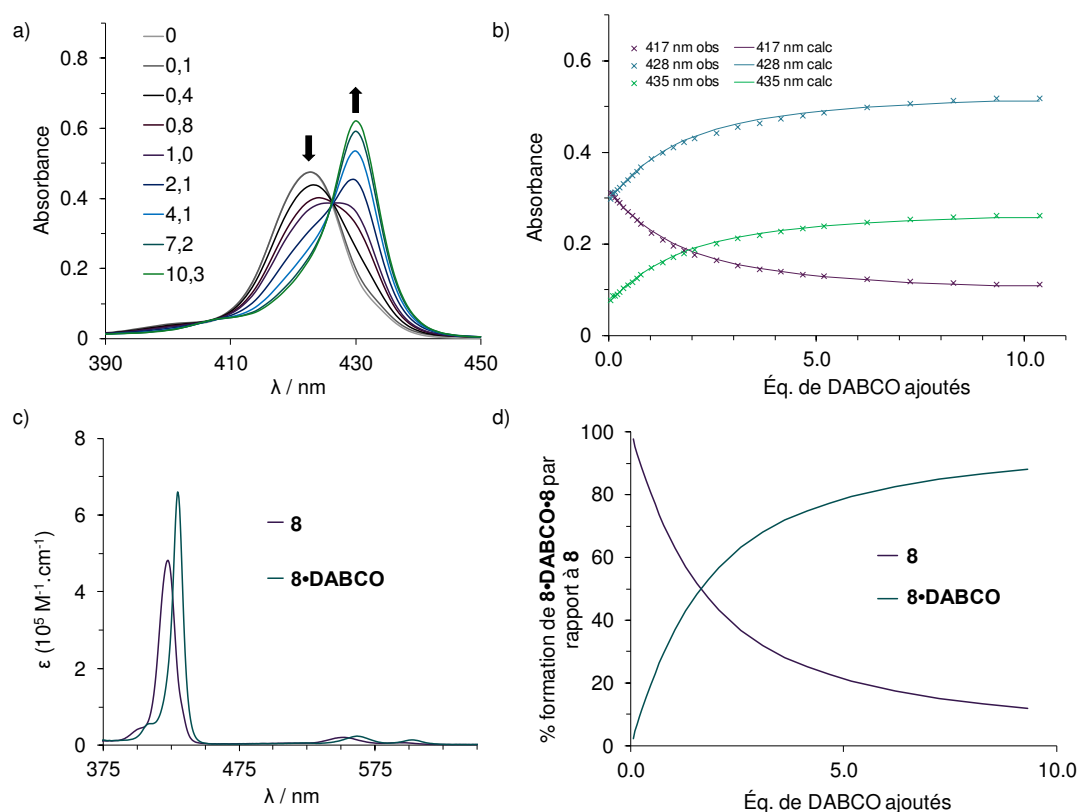 a)
0
0,1
0,4
0,8
1,0
2,1
4,1
7,2
10,3
0.8
0.6
0.4
0.2
0
390
410
430
450
Absorbance
λ / nm
b)
417 nm obs
417 nm calc
428 nm obs
428 nm calc
435 nm obs
435 nm calc
0.6
0.4
0.2
0
0.0
5.0
10.0
Absorbance
Éq. de DABCO ajoutés
c)
8
8•DABCO
8
6
4
2
0
375
475
575
ε (10⁵ M⁻¹.cm⁻¹)
λ / nm
d)
8
8•DABCO
100
80
60
40
20
0
0.0
5.0
10.0
% formation de 8•DABCO•8 par
rapport à 8
Éq. de DABCO ajoutés